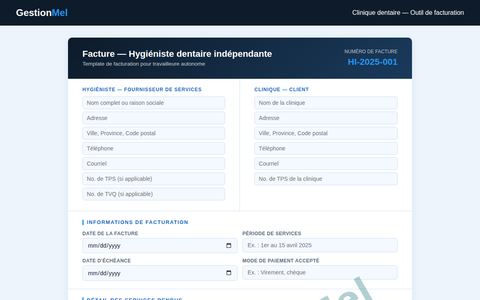 GestionMel
Clinique dentaire — Outil de facturation
Facture — Hygiéniste dentaire indépendante
Template de facturation pour travailleure autonome
NUMÉRO DE FACTURE
HI-2025-001
HYGIÉNISTE — FOURNISSEUR DE SERVICES
Nom complet ou raison sociale
Adresse
Ville, Province, Code postal
Téléphone
Courriel
No. de TPS (si applicable)
No. de TVQ (si applicable)
CLINIQUE — CLIENT
Nom de la clinique
Adresse
Ville, Province, Code postal
Téléphone
Courriel
No. de TPS de la clinique
INFORMATIONS DE FACTURATION
DATE DE LA FACTURE
mm/dd/yyyy
PÉRIODE DE SERVICES
Ex. : 1er au 15 avril 2025
DATE D'ÉCHÉANCE
mm/dd/yyyy
MODE DE PAIEMENT ACCEPTÉ
Ex. : Virement, chèque
DÉTAIL DES SERVICES RENDUS